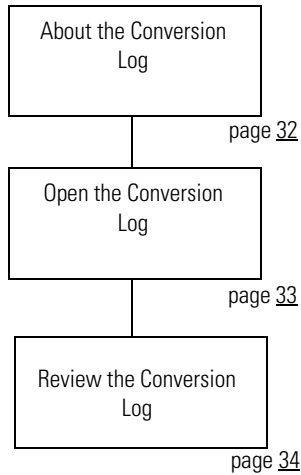 About the Conversion
Log
page 32
Open the Conversion
Log
page 33
Review the Conversion
Log
page 34